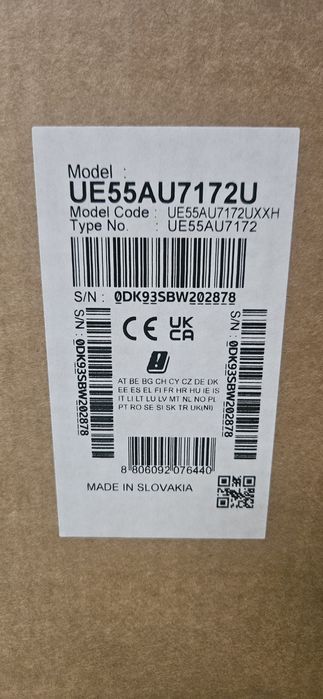 Model :
UE55AU7172U
Model Code : UE55AU7172UXXH
Type No. : UE55AU7172
S/N : 0DK93SBW202878
S/N : 0DK93SBW202878
CE UK CA
S/N : 0DK93SBW202878
AT BE BG CH CY CZ DE DK
EE ES EL FI FR HR HU IE IS
IT LI LT LU LV MT NL NO PL
PT RO SE SI SK TR UK(NI)
8 806092 076440
MADE IN SLOVAKIA